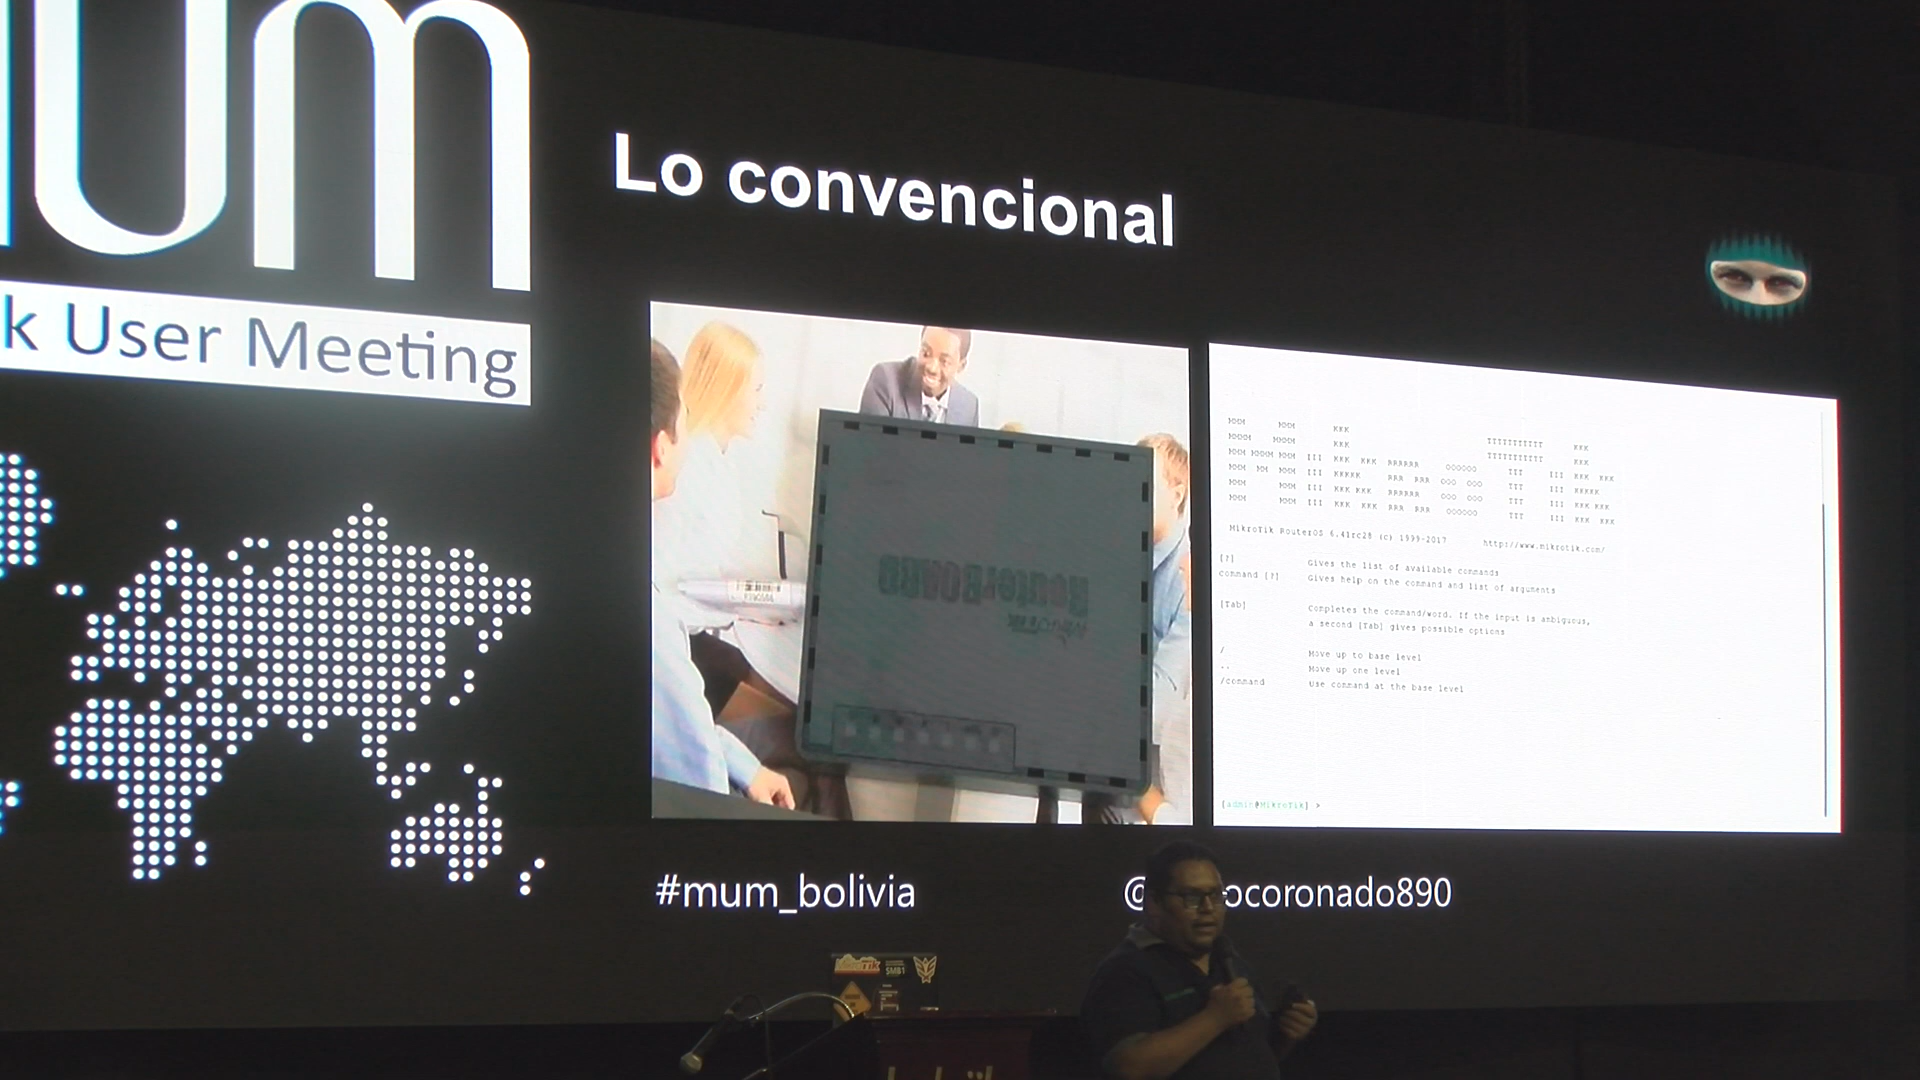 um
k User Meeting
Lo convencional
RouterBOARD
MikroTik RouterOS 6.41rc28 (c) 1999-2017 http://www.mikrotik.com/
[?] Gives the list of available commands
command [?] Gives help on the command and list of arguments
[Tab] Completes the command/word. If the input is ambiguous,
a second [Tab] gives possible options
/ Move up to base level
.. Move up one level
/command Use command at the base level
[admin@MikroTik] >
#mum_bolivia
@ ocoronado890
SMB1